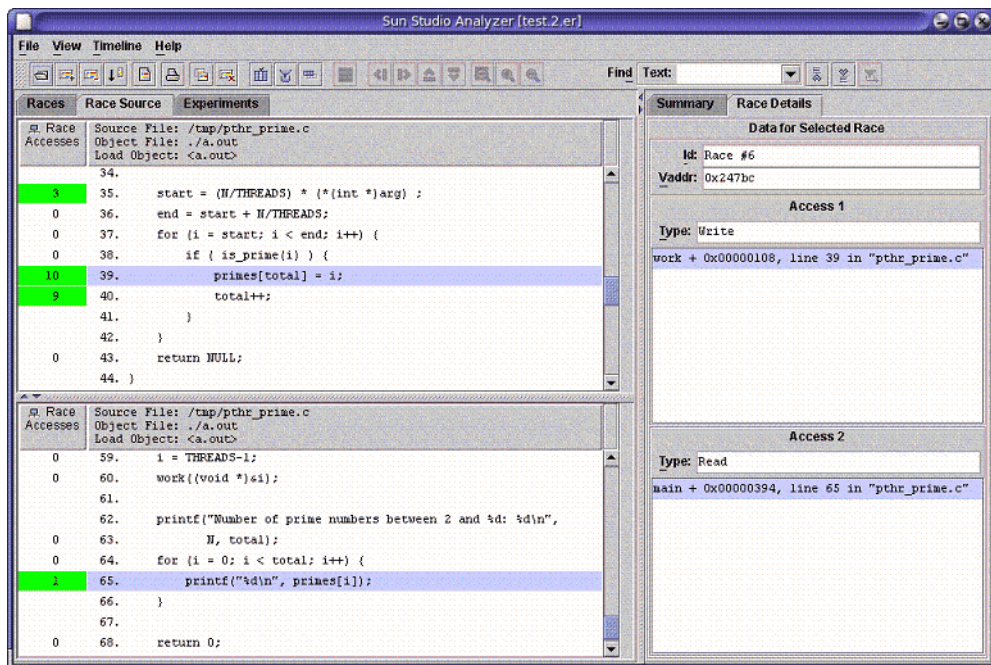 Sun Studio Analyzer [test.2.er]
File View Timeline Help
Find Text:
Races Race Source Experiments
Race Accesses
Source File: /tmp/pthr_prime.c
Object File: ./a.out
Load Object: <a.out>
34.
3 35. start = (N/THREADS) * (*(int *)arg) ;
0 36. end = start + N/THREADS;
0 37. for (i = start; i < end; i++) {
0 38. if ( is_prime(i) ) {
10 39. primes[total] = i;
9 40. total++;
41. }
42. }
0 43. return NULL;
44. }
Race Accesses
Source File: /tmp/pthr_prime.c
Object File: ./a.out
Load Object: <a.out>
0 59. i = THREADS-1;
0 60. work((void *)&i);
61.
62. printf("Number of prime numbers between 2 and %d: %d\n",
0 63. N, total);
0 64. for (i = 0; i < total; i++) {
1 65. printf("%d\n", primes[i]);
66. }
67.
0 68. return 0;
Summary Race Details
Data for Selected Race
Id: Race #6
Vaddr: 0x247bc
Access 1
Type: Write
work + 0x00000108, line 39 in "pthr_prime.c"
Access 2
Type: Read
main + 0x00000394, line 65 in "pthr_prime.c"